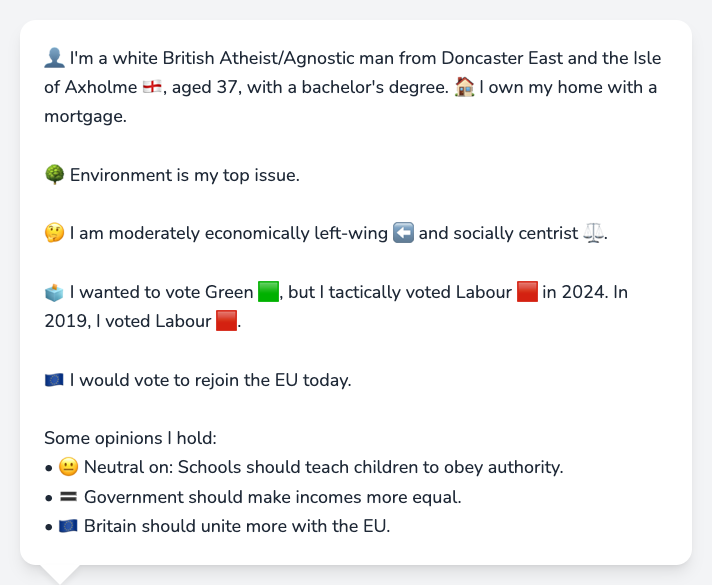 👤 I'm a white British Atheist/Agnostic man from Doncaster East and the Isle
of Axholme 🏴󠁧󠁢󠁥󠁮󠁧󠁿, aged 37, with a bachelor's degree. 🏠 I own my home with a
mortgage.
🌳 Environment is my top issue.
🤔 I am moderately economically left-wing ⬅️ and socially centrist ⚖️.
🗳️ I wanted to vote Green 🟩, but I tactically voted Labour 🟥 in 2024. In
2019, I voted Labour 🟥.
🇪🇺 I would vote to rejoin the EU today.
Some opinions I hold:
• 😐 Neutral on: Schools should teach children to obey authority.
• 🟰 Government should make incomes more equal.
• 🇪🇺 Britain should unite more with the EU.